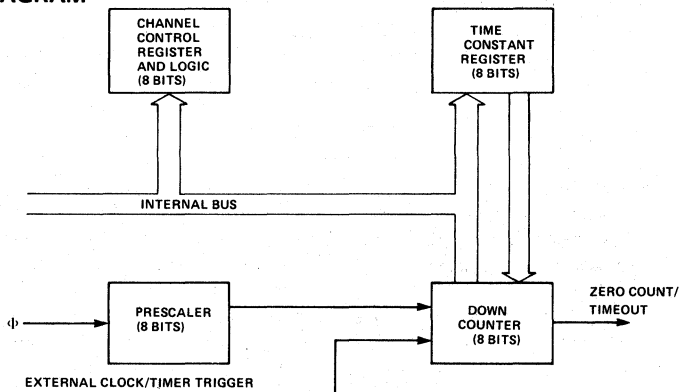 CHANNEL
CONTROL
REGISTER
AND LOGIC
(8 BITS)
TIME
CONSTANT
REGISTER
(8 BITS)
INTERNAL BUS
Φ
PRESCALER
(8 BITS)
DOWN
COUNTER
(8 BITS)
ZERO COUNT/
TIMEOUT
EXTERNAL CLOCK/TIMER TRIGGER